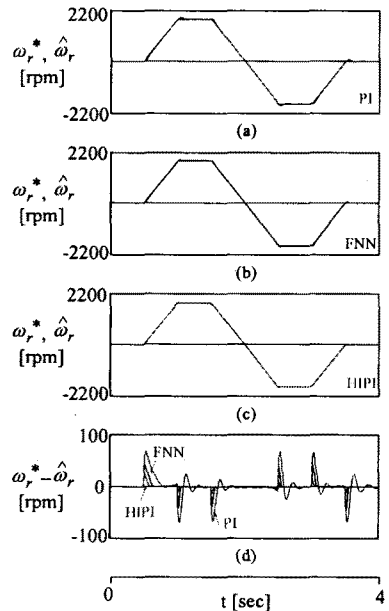 2200
ω_r*, ω̂_r
[rpm]
-2200
PI
(a)
2200
ω_r*, ω̂_r
[rpm]
-2200
FNN
(b)
2200
ω_r*, ω̂_r
[rpm]
-2200
HIPI
(c)
100
ω_r*–ω̂_r
[rpm]
0
-100
FNN
HIPI
PI
(d)
0
t [sec]
4